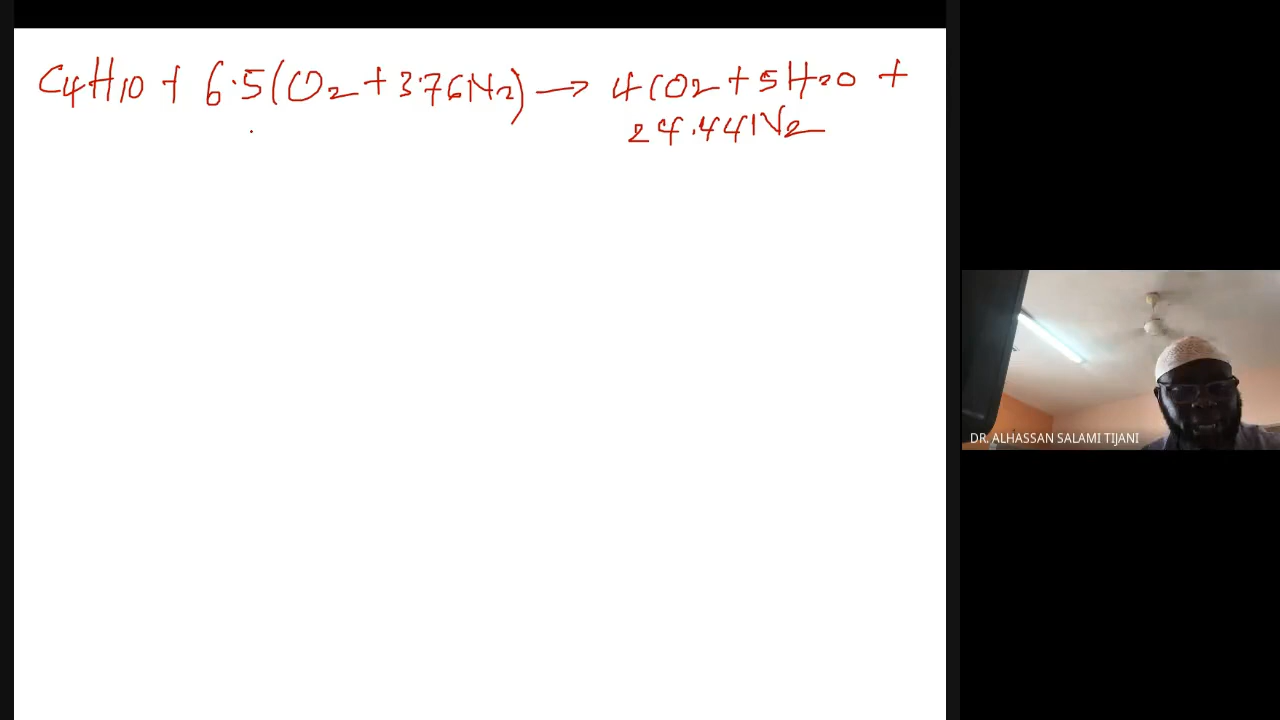 C4H10 + 6.5(O2 + 3.76N2) → 4CO2 + 5H2O +
24.44N2
DR. ALHASSAN SALAMI TIJANI